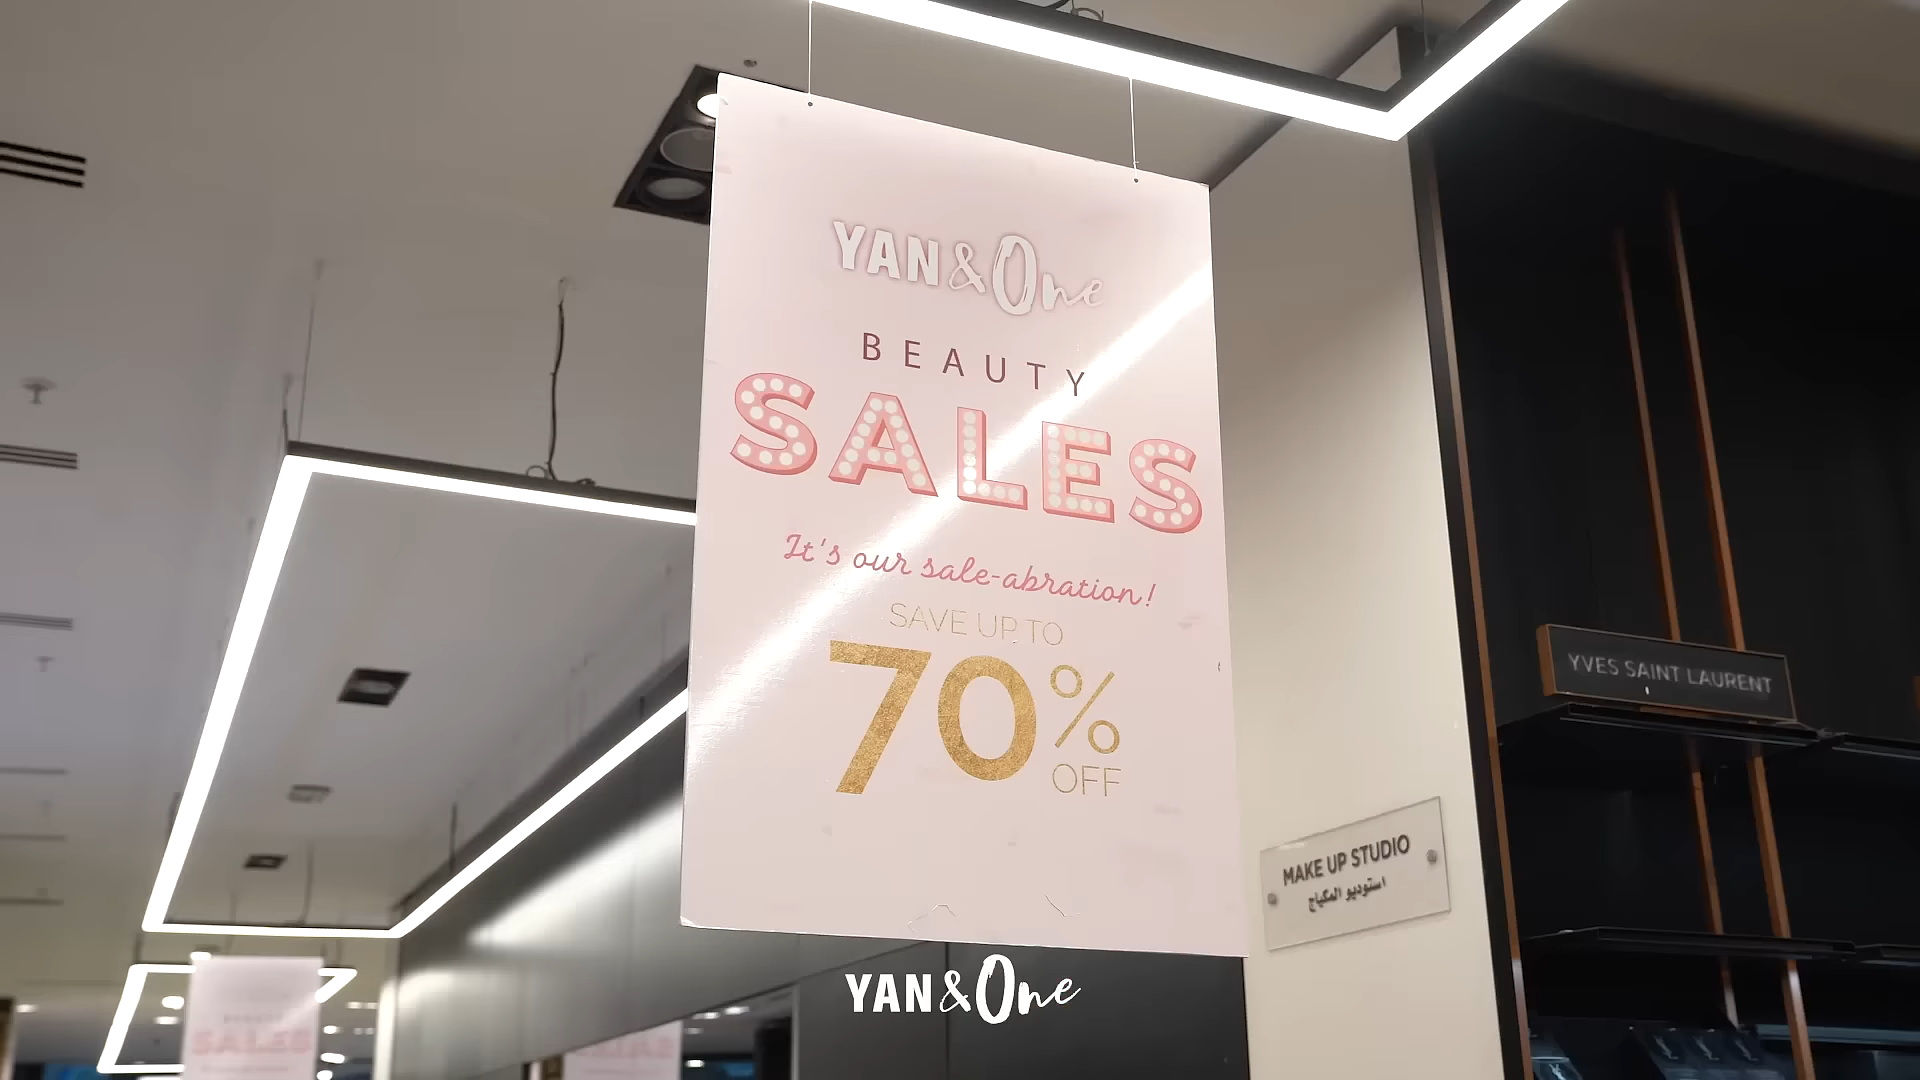 YAN & One
BEAUTY
SALES
It's our sale-abration!
SAVE UP TO
70%
OFF
YVES SAINT LAURENT
MAKE UP STUDIO
استوديو المكياج
YAN & One
SALES